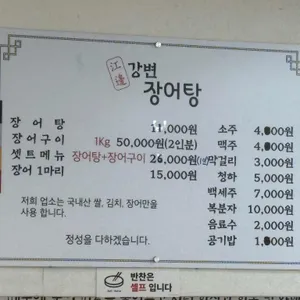 江邊 강변
장어탕
장 어 탕 11,000원
장 어 구 이 1Kg 50,000원(2인분)
셋 트 메 뉴 장어탕+장어구이 26,000원(1인)
장어 1마리 15,000원
소주 4,000원
맥주 4,000원
막걸리 3,000원
청하 5,000원
백세주 7,000원
복분자 10,000원
음료수 2,000원
공기밥 1,000원
저희 업소는 국내산 쌀, 김치, 장어만을
사용 합니다.
정성을 다하겠습니다!
반찬은
셀프입니다